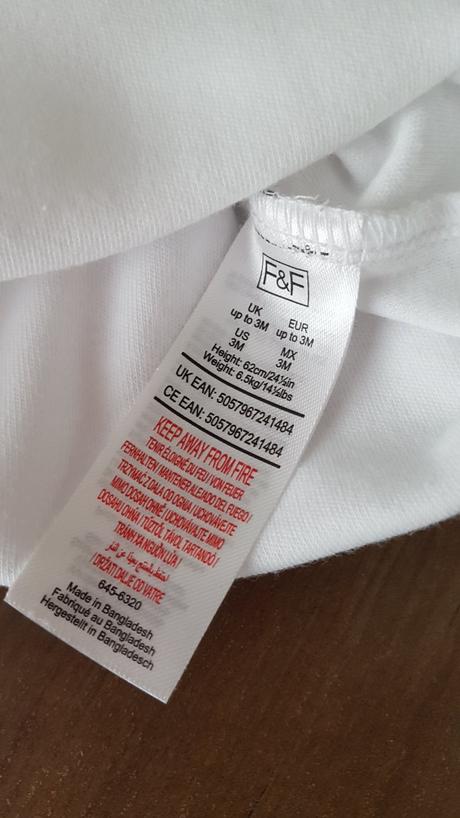 F&F
UK EUR
up to 3M up to 3M
US MX
3M 3M
Height: 62cm/24½in
Weight: 6.5kg/14½lbs
UK EAN: 5057967241484
CE EAN: 5057967241484
KEEP AWAY FROM FIRE
TENIR ÉLOIGNÉ DU FEU / VON FEUER
FERNHALTEN / MANTENER ALEJADO DEL FUEGO /
TRZYMAĆ Z DALA OD OGNIA / UCHOVÁVEJTE
MIMO DOSAH OHNĚ / UCHOVÁVAJTE MIMO
DOSAHU OHŇA / TŰZTŐL TÁVOL TARTANDÓ /
TRÁNH XA NGUỒN LỬA /
/ DRŽATI DALJE OD VATRE
645-6320
Made in Bangladesh
Fabriqué au Bangladesh
Hergestellt in Bangladesch